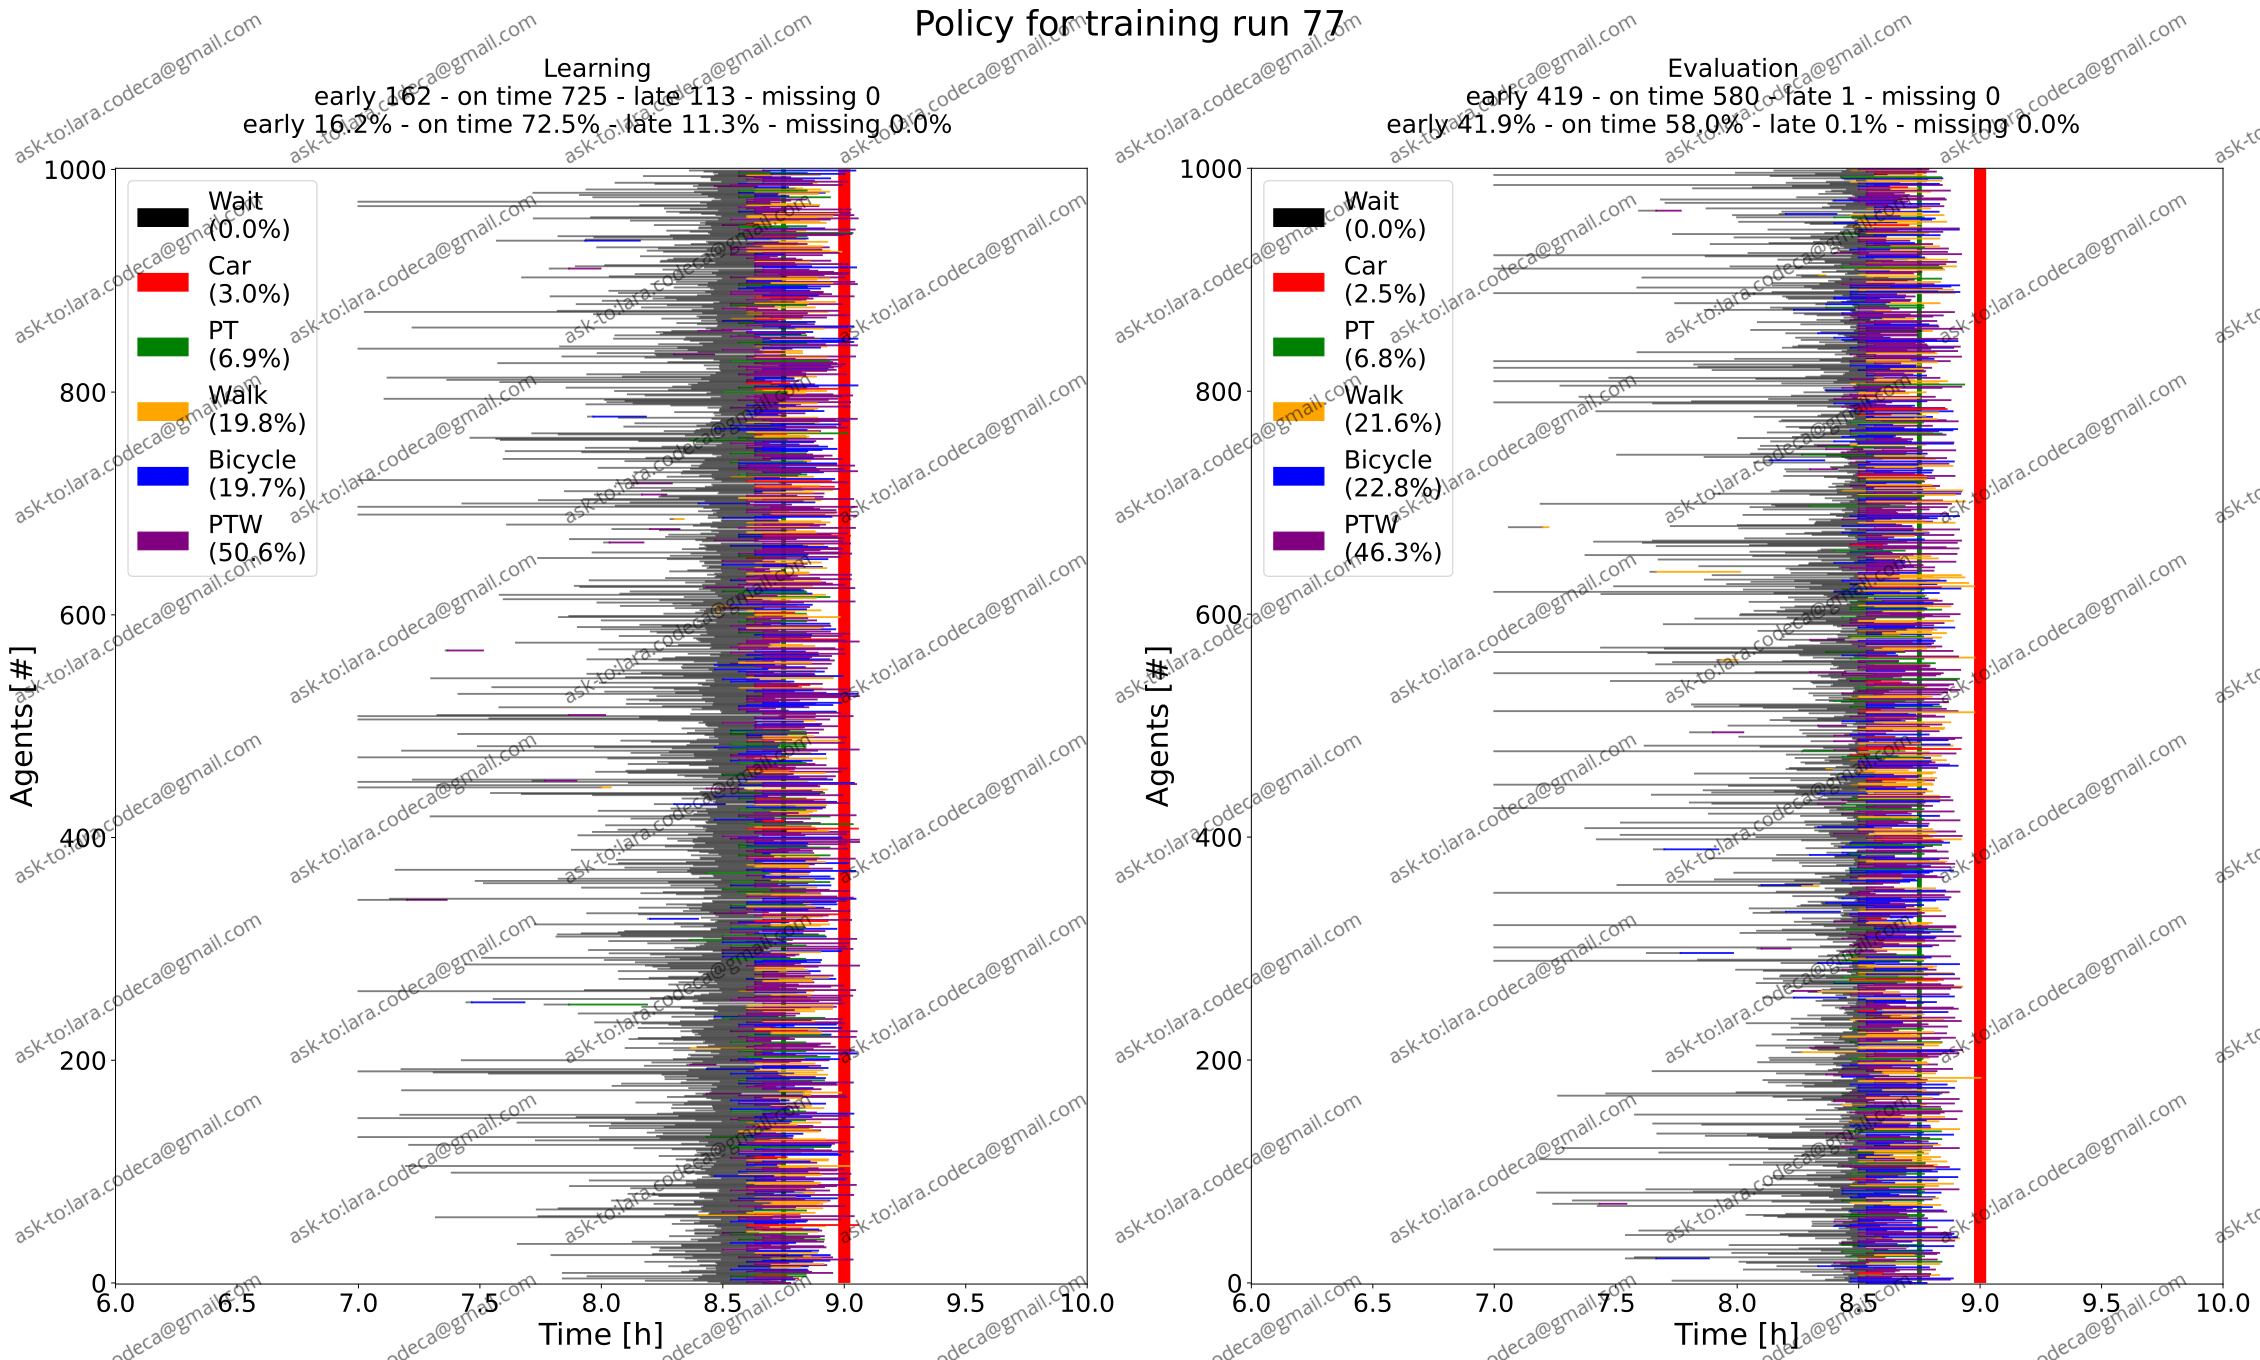 Policy for training run 77
Learning
early 162 - on time 725 - late 113 - missing 0
early 16.2% - on time 72.5% - late 11.3% - missing 0.0%
1000
800
600
400
200
0
Agents [#]
Wait
(0.0%)
Car
(3.0%)
PT
(6.9%)
Walk
(19.8%)
Bicycle
(19.7%)
PTW
(50.6%)
6.0 6.5 7.0 7.5 8.0 8.5 9.0 9.5 10.0
Time [h]
Evaluation
early 419 - on time 580 - late 1 - missing 0
early 41.9% - on time 58.0% - late 0.1% - missing 0.0%
1000
800
600
400
200
0
Agents [#]
Wait
(0.0%)
Car
(2.5%)
PT
(6.8%)
Walk
(21.6%)
Bicycle
(22.8%)
PTW
(46.3%)
6.0 6.5 7.0 7.5 8.0 8.5 9.0 9.5 10.0
Time [h]
ask-to:lara.codeca@gmail.com